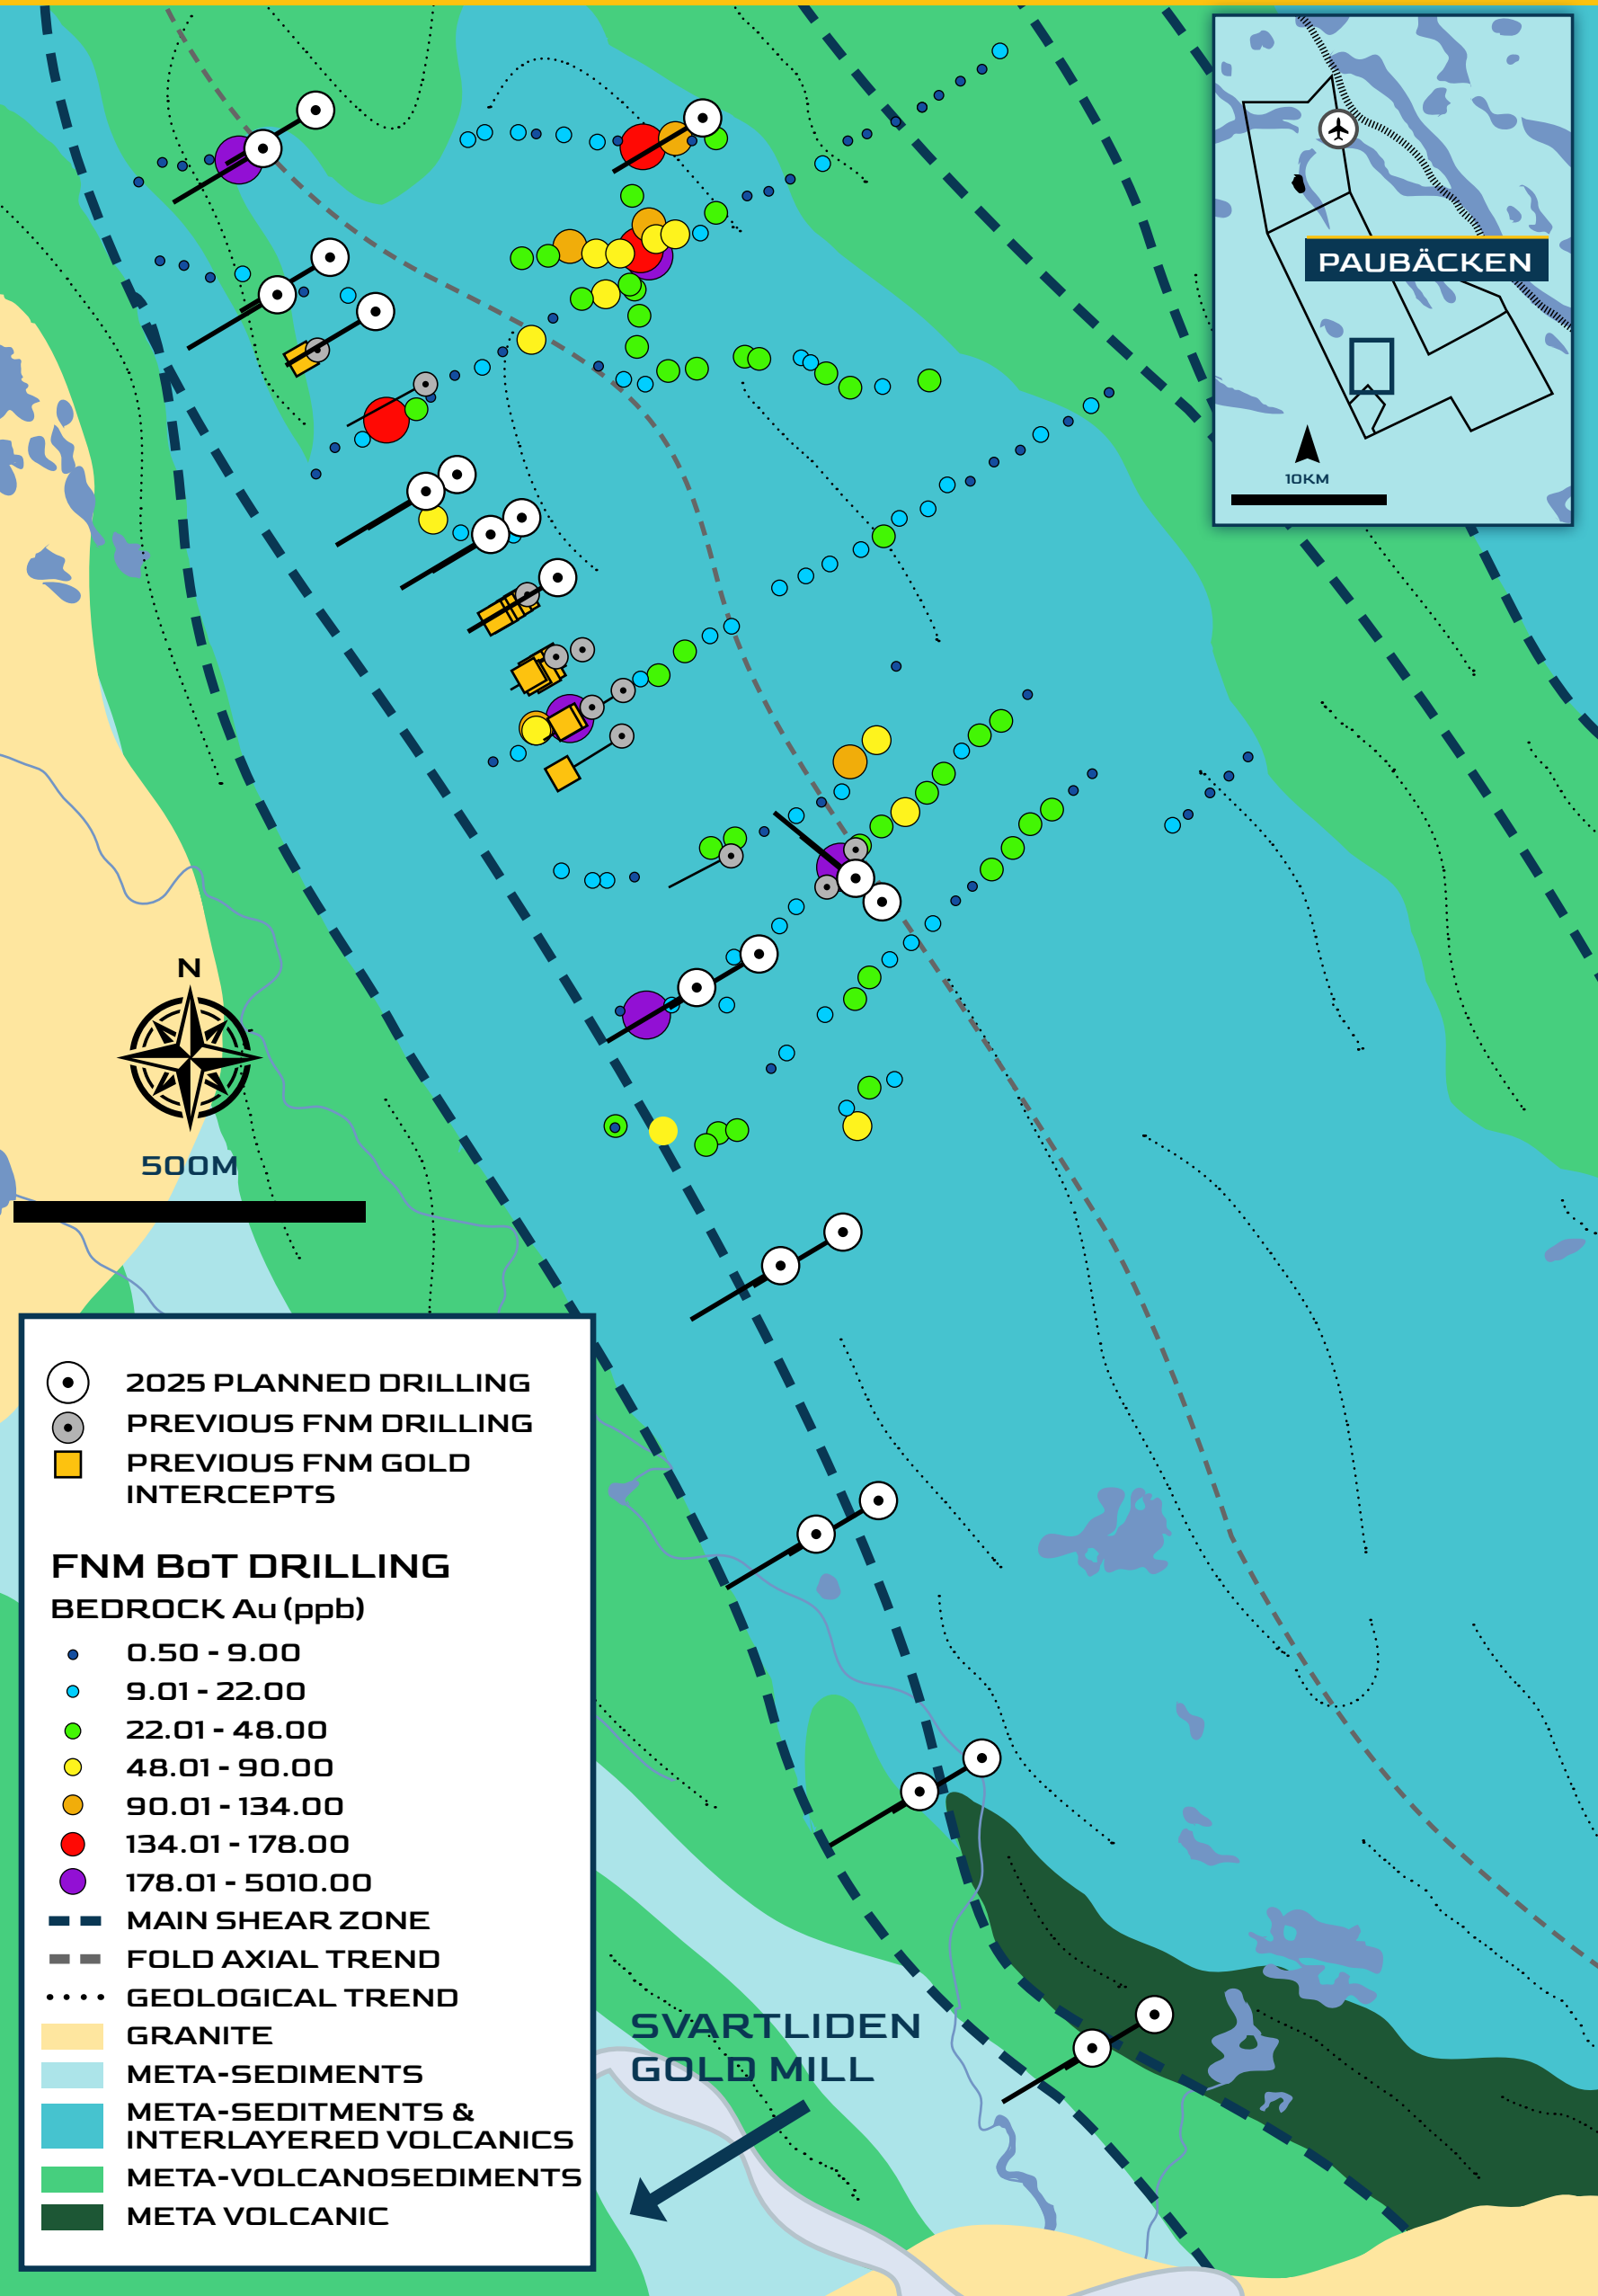 PAUBÄCKEN
10KM
N
500M
2025 PLANNED DRILLING
PREVIOUS FNM DRILLING
PREVIOUS FNM GOLD
INTERCEPTS
FNM BoT DRILLING
BEDROCK Au (ppb)
0.50 - 9.00
9.01 - 22.00
22.01 - 48.00
48.01 - 90.00
90.01 - 134.00
134.01 - 178.00
178.01 - 5010.00
MAIN SHEAR ZONE
FOLD AXIAL TREND
GEOLOGICAL TREND
GRANITE
META-SEDIMENTS
META-SEDITMENTS &
INTERLAYERED VOLCANICS
META-VOLCANOSEDIMENTS
META VOLCANIC
SVARTLIDEN
GOLD MILL